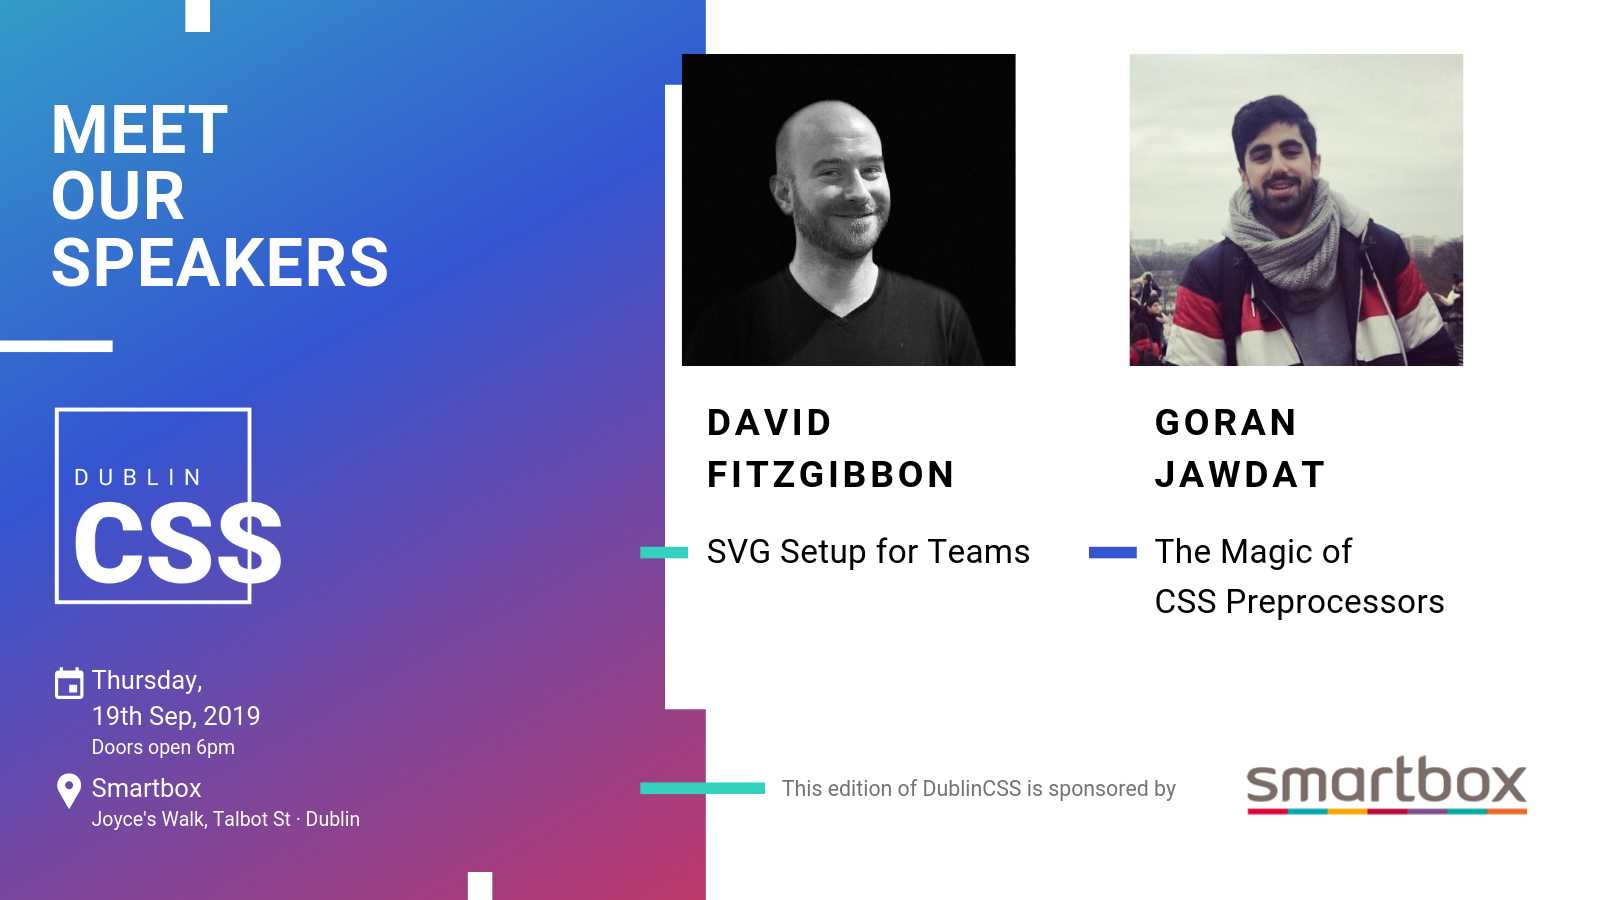 MEET
OUR
SPEAKERS
DUBLIN
CSS
Thursday,
19th Sep, 2019
Doors open 6pm
Smartbox
Joyce's Walk, Talbot St · Dublin
DAVID
FITZGIBBON
SVG Setup for Teams
GORAN
JAWDAT
The Magic of
CSS Preprocessors
This edition of DublinCSS is sponsored by
smartbox